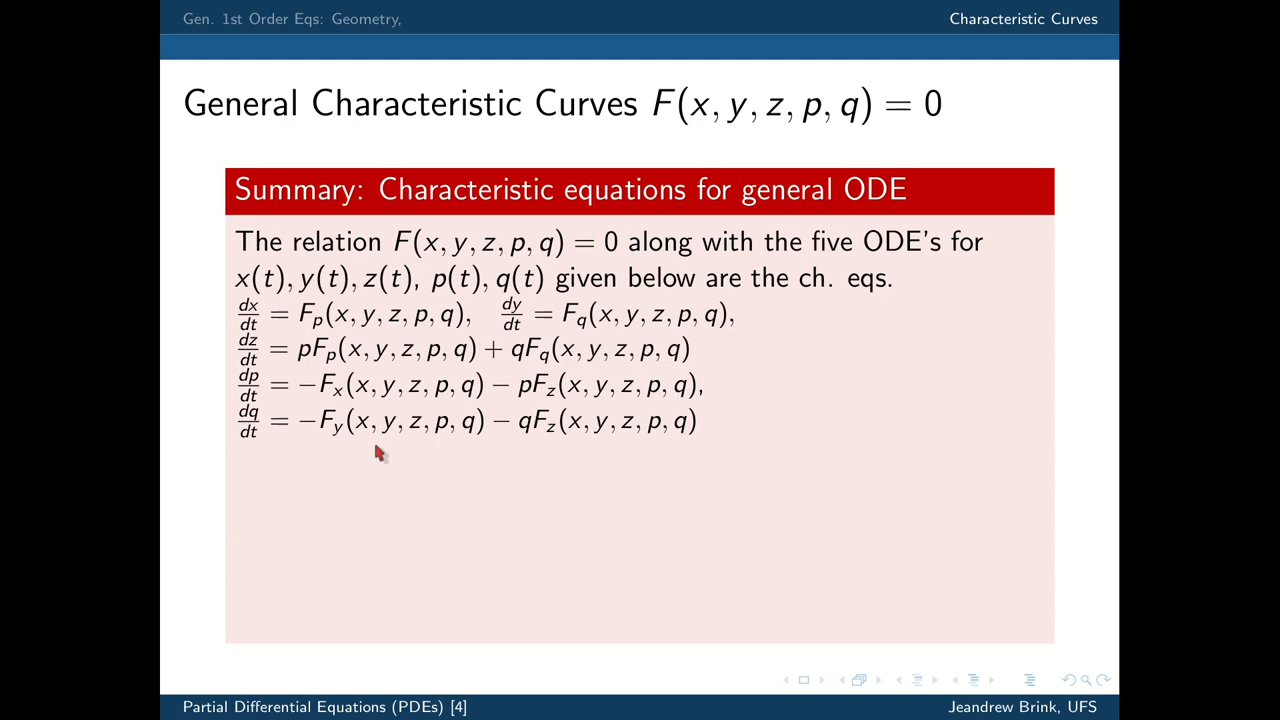 Gen. 1st Order Eqs: Geometry,
Characteristic Curves
General Characteristic Curves F(x, y, z, p, q) = 0
Summary: Characteristic equations for general ODE
The relation F(x, y, z, p, q) = 0 along with the five ODE's for
x(t), y(t), z(t), p(t), q(t) given below are the ch. eqs.
dx/dt = F_p(x, y, z, p, q), dy/dt = F_q(x, y, z, p, q),
dz/dt = pF_p(x, y, z, p, q) + qF_q(x, y, z, p, q)
dp/dt = −F_x(x, y, z, p, q) − pF_z(x, y, z, p, q),
dq/dt = −F_y(x, y, z, p, q) − qF_z(x, y, z, p, q)
Partial Differential Equations (PDEs) [4]
Jeandrew Brink, UFS